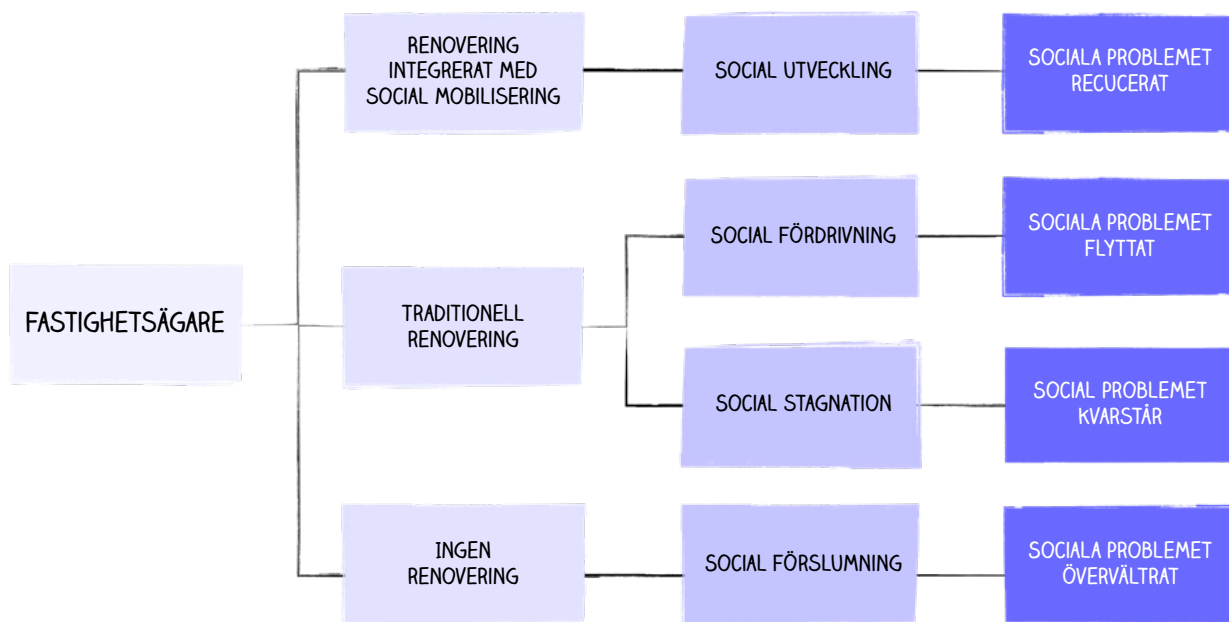 FASTIGHETSÄGARE
RENOVERING
INTEGRERAT MED
SOCIAL MOBILISERING
SOCIAL UTVECKLING
SOCIALA PROBLEMET
RECUCERAT
TRADITIONELL
RENOVERING
SOCIAL FÖRDRIVNING
SOCIALA PROBLEMET
FLYTTAT
SOCIAL STAGNATION
SOCIAL PROBLEMET
KVARSTÅR
INGEN
RENOVERING
SOCIAL FÖRSLUMNING
SOCIALA PROBLEMET
ÖVERVÄLTRAT